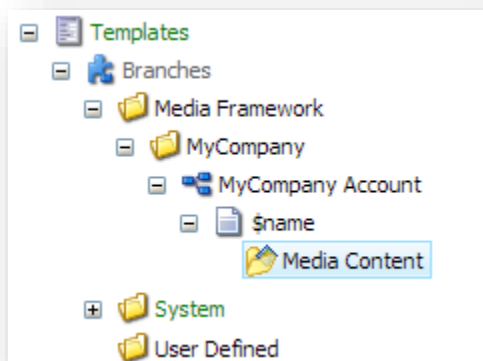 Templates
Branches
Media Framework
MyCompany
MyCompany Account
$name
Media Content
System
User Defined